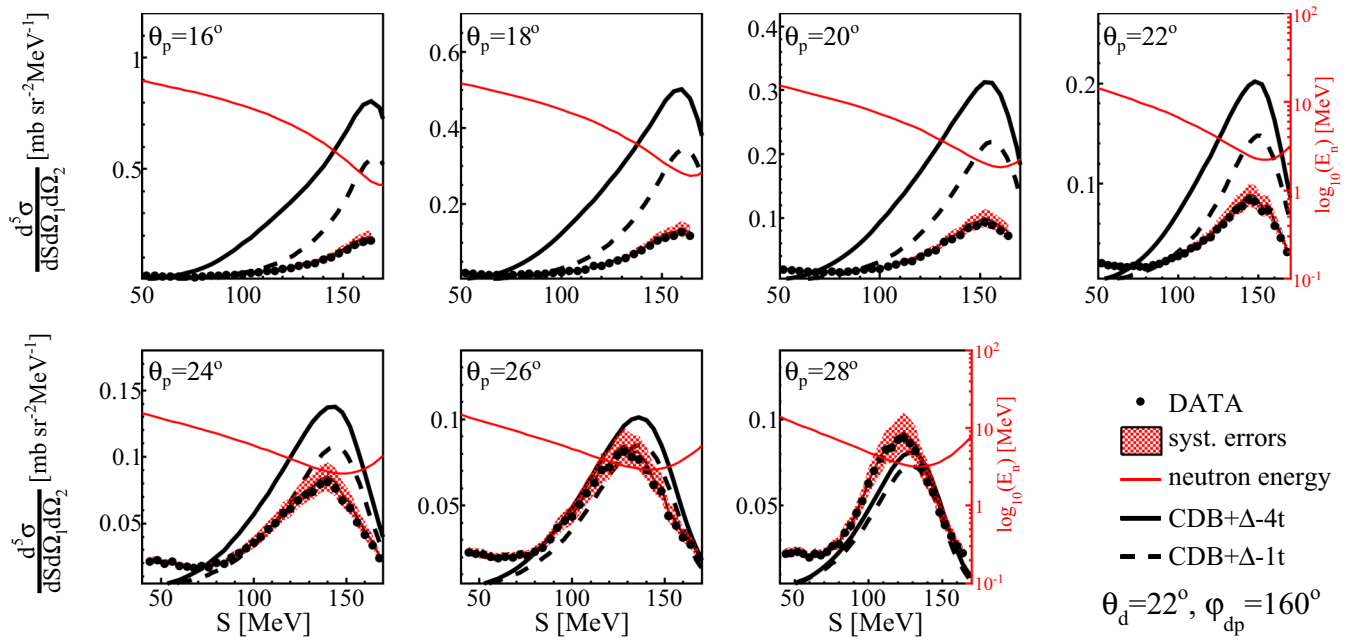 θp=16° θp=18° θp=20° θp=22°
d⁵σ
dSdΩ₁dΩ₂ [mb sr⁻²MeV⁻¹]
1
0.5
0.6
0.4
0.2
0.4
0.3
0.2
0.1
0.2
0.1
10²
10
1
10⁻¹
log₁₀(Eₙ) [MeV]
50 100 150 50 100 150 50 100 150 50 100 150
θp=24° θp=26° θp=28°
d⁵σ
dSdΩ₁dΩ₂ [mb sr⁻²MeV⁻¹]
0.15
0.1
0.05
0.1
0.05
0.1
0.05
10²
10
1
10⁻¹
log₁₀(Eₙ) [MeV]
50 100 150 50 100 150 50 100 150
S [MeV] S [MeV] S [MeV]
DATA
syst. errors
neutron energy
CDB+Δ-4t
CDB+Δ-1t
θd=22°, φdp=160°